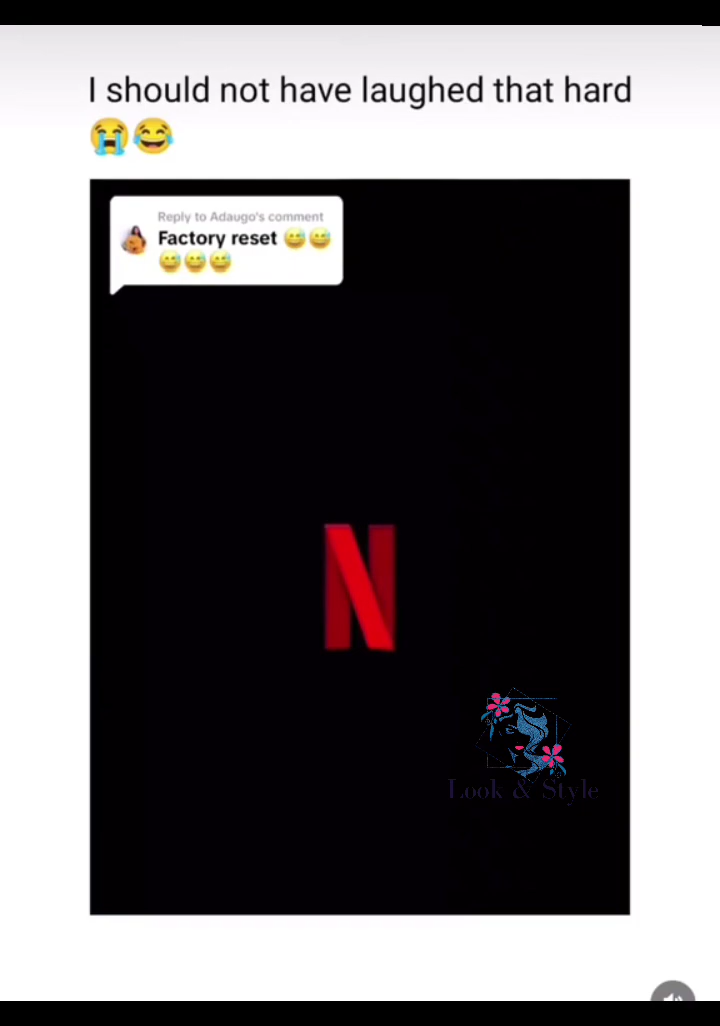 I should not have laughed that hard
😭😂
Reply to Adaugo's comment
Factory reset 😅😅
😅😅😅
N
Look & Style